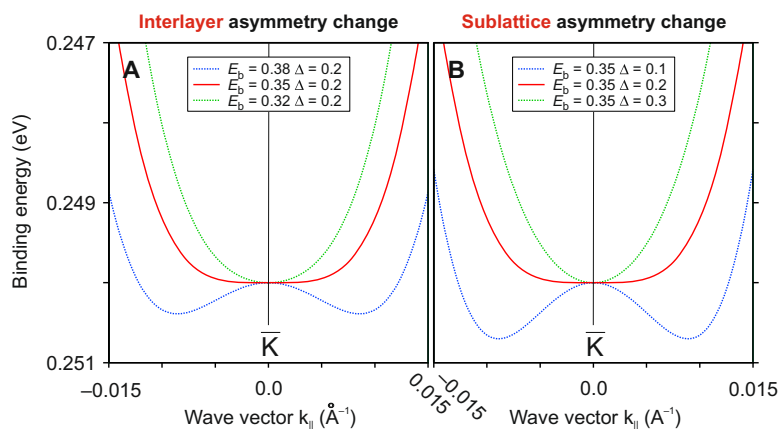 Interlayer asymmetry change
Sublattice asymmetry change
0.247
A
E_b = 0.38 Δ = 0.2
E_b = 0.35 Δ = 0.2
E_b = 0.32 Δ = 0.2
B
E_b = 0.35 Δ = 0.1
E_b = 0.35 Δ = 0.2
E_b = 0.35 Δ = 0.3
Binding energy (eV)
0.249
K̅
K̅
0.251
−0.015
0.0
0.015
−0.015
0.0
0.015
Wave vector k_|| (Å⁻¹)
Wave vector k_|| (A⁻¹)